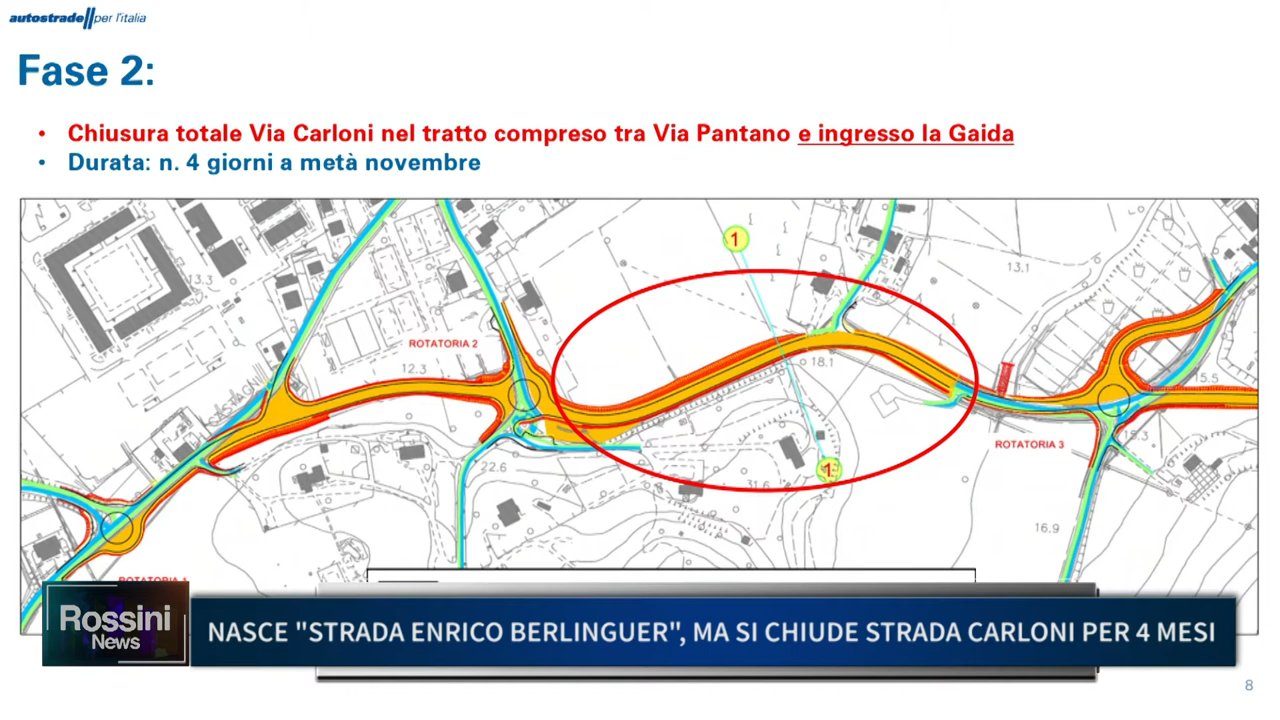 autostrade//per l'italia
Fase 2:
• Chiusura totale Via Carloni nel tratto compreso tra Via Pantano e ingresso la Gaida
• Durata: n. 4 giorni a metà novembre
1
13.1
13.3
ROTATORIA 2
12.3
18.1
15.5
ROTATORIA 3
22.6
1
31.6
16.9
ROTATORIA 1
Rossini
News
NASCE "STRADA ENRICO BERLINGUER", MA SI CHIUDE STRADA CARLONI PER 4 MESI
8